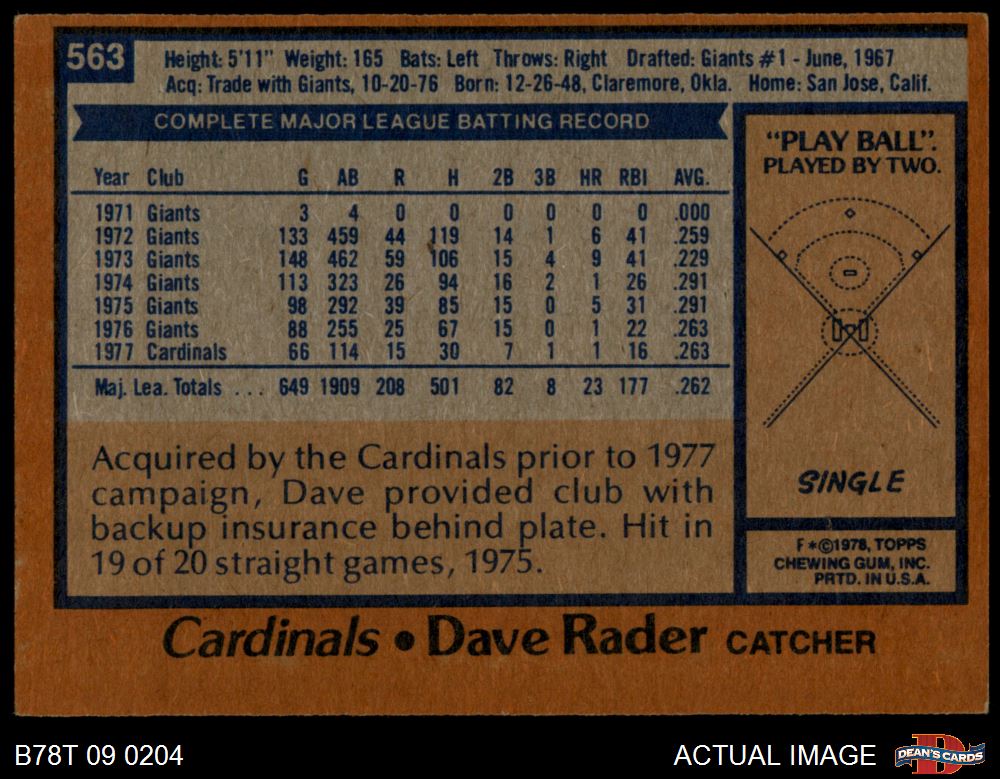 563
Height: 5'11" Weight: 165 Bats: Left Throws: Right Drafted: Giants #1 - June, 1967
Acq: Trade with Giants, 10-20-76 Born: 12-26-48, Claremore, Okla. Home: San Jose, Calif.
COMPLETE MAJOR LEAGUE BATTING RECORD
Year Club G AB R H 2B 3B HR RBI AVG.
1971 Giants 3 4 0 0 0 0 0 0 .000
1972 Giants 133 459 44 119 14 1 6 41 .259
1973 Giants 148 462 59 106 15 4 9 41 .229
1974 Giants 113 323 26 94 16 2 1 26 .291
1975 Giants 98 292 39 85 15 0 5 31 .291
1976 Giants 88 255 25 67 15 0 1 22 .263
1977 Cardinals 66 114 15 30 7 1 1 16 .263
Maj. Lea. Totals . . . 649 1909 208 501 82 8 23 177 .262
Acquired by the Cardinals prior to 1977
campaign, Dave provided club with
backup insurance behind plate. Hit in
19 of 20 straight games, 1975.
"PLAY BALL".
PLAYED BY TWO.
SINGLE
F*©1978, TOPPS
CHEWING GUM, INC.
PRTD. IN U.S.A.
Cardinals • Dave Rader CATCHER
B78T 09 0204
ACTUAL IMAGE
D
DEAN'S CARDS